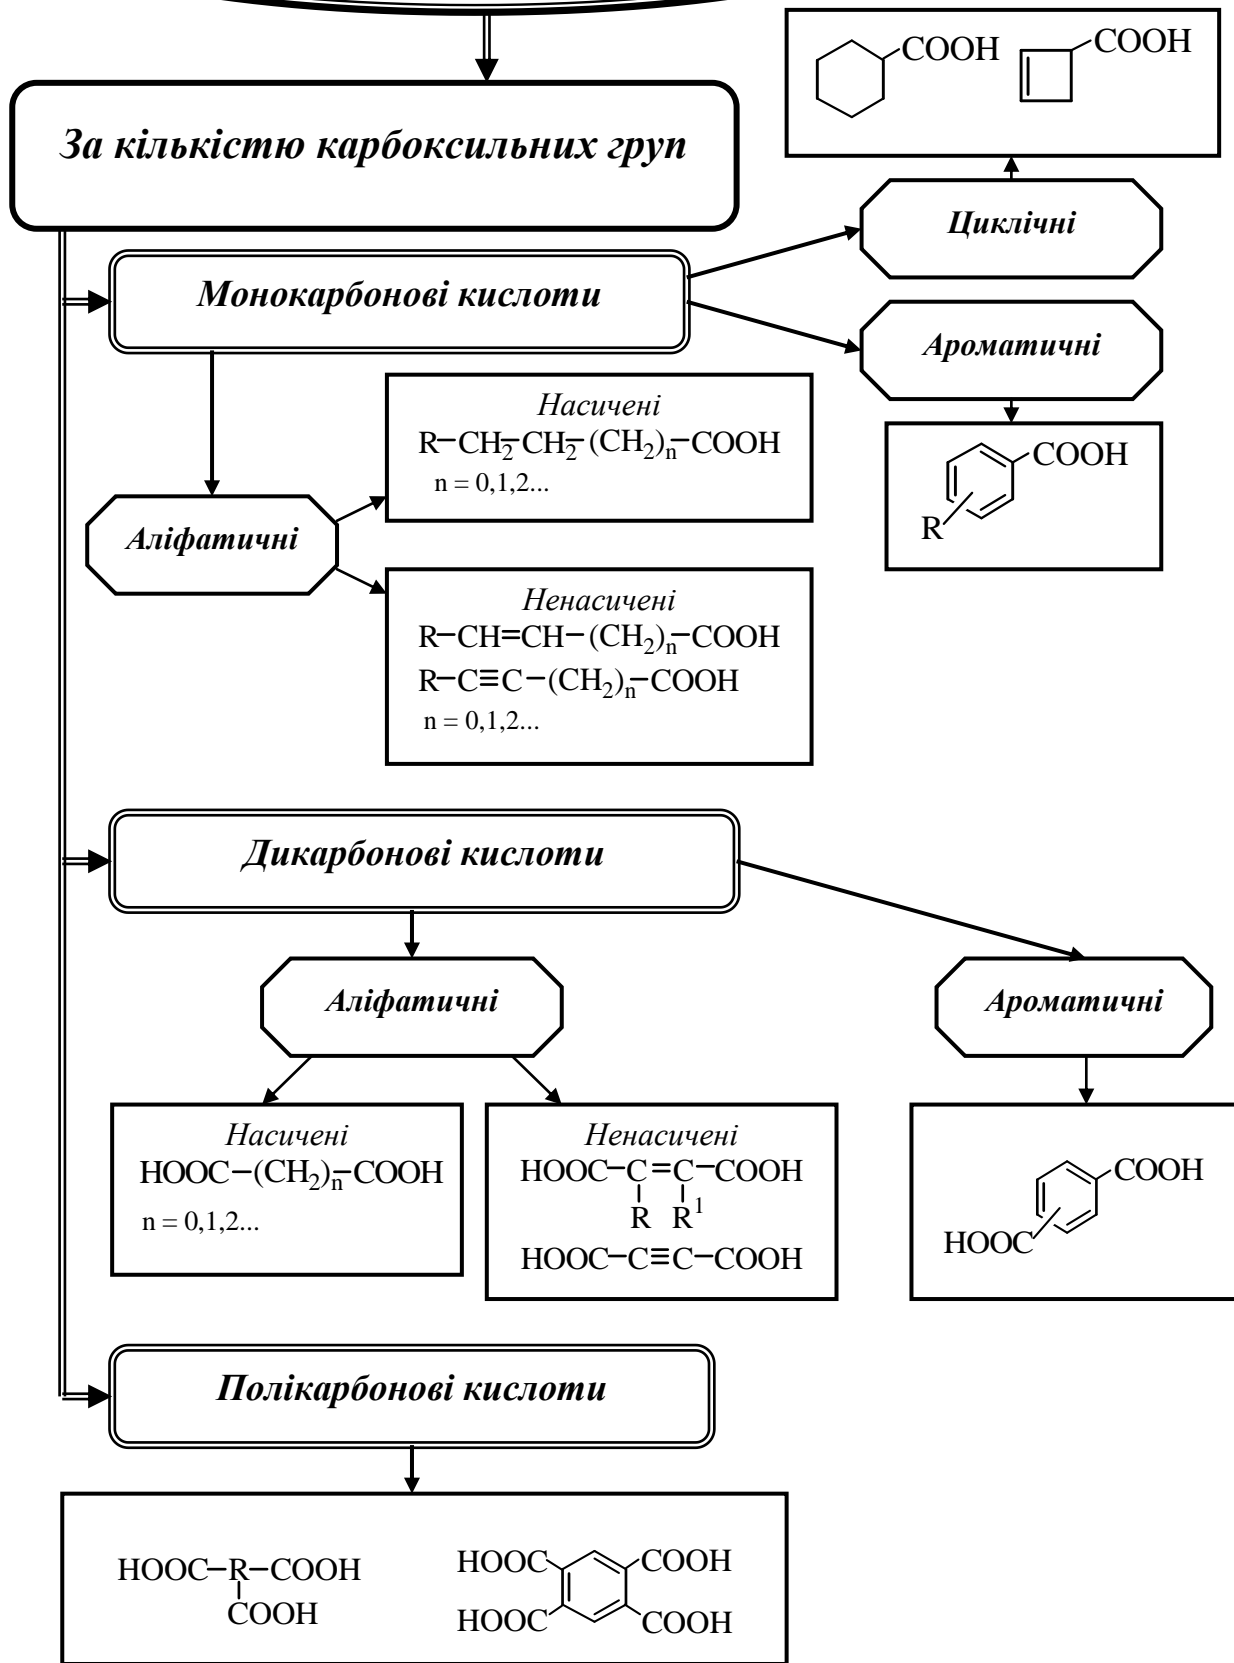 COOH COOH
За кількістю карбоксильних груп
Циклічні
Монокарбонові кислоти
Ароматичні
Насичені
R–CH₂–CH₂–(CH₂)ₙ–COOH
n = 0,1,2...
COOH
R
Аліфатичні
Ненасичені
R–CH=CH–(CH₂)ₙ–COOH
R–C≡C–(CH₂)ₙ–COOH
n = 0,1,2...
Дикарбонові кислоти
Аліфатичні
Ароматичні
Насичені
HOOC–(CH₂)ₙ–COOH
n = 0,1,2...
Ненасичені
HOOC–C=C–COOH
R R¹
HOOC–C≡C–COOH
COOH
HOOC
Полікарбонові кислоти
HOOC–R–COOH
COOH
HOOC COOH
HOOC COOH